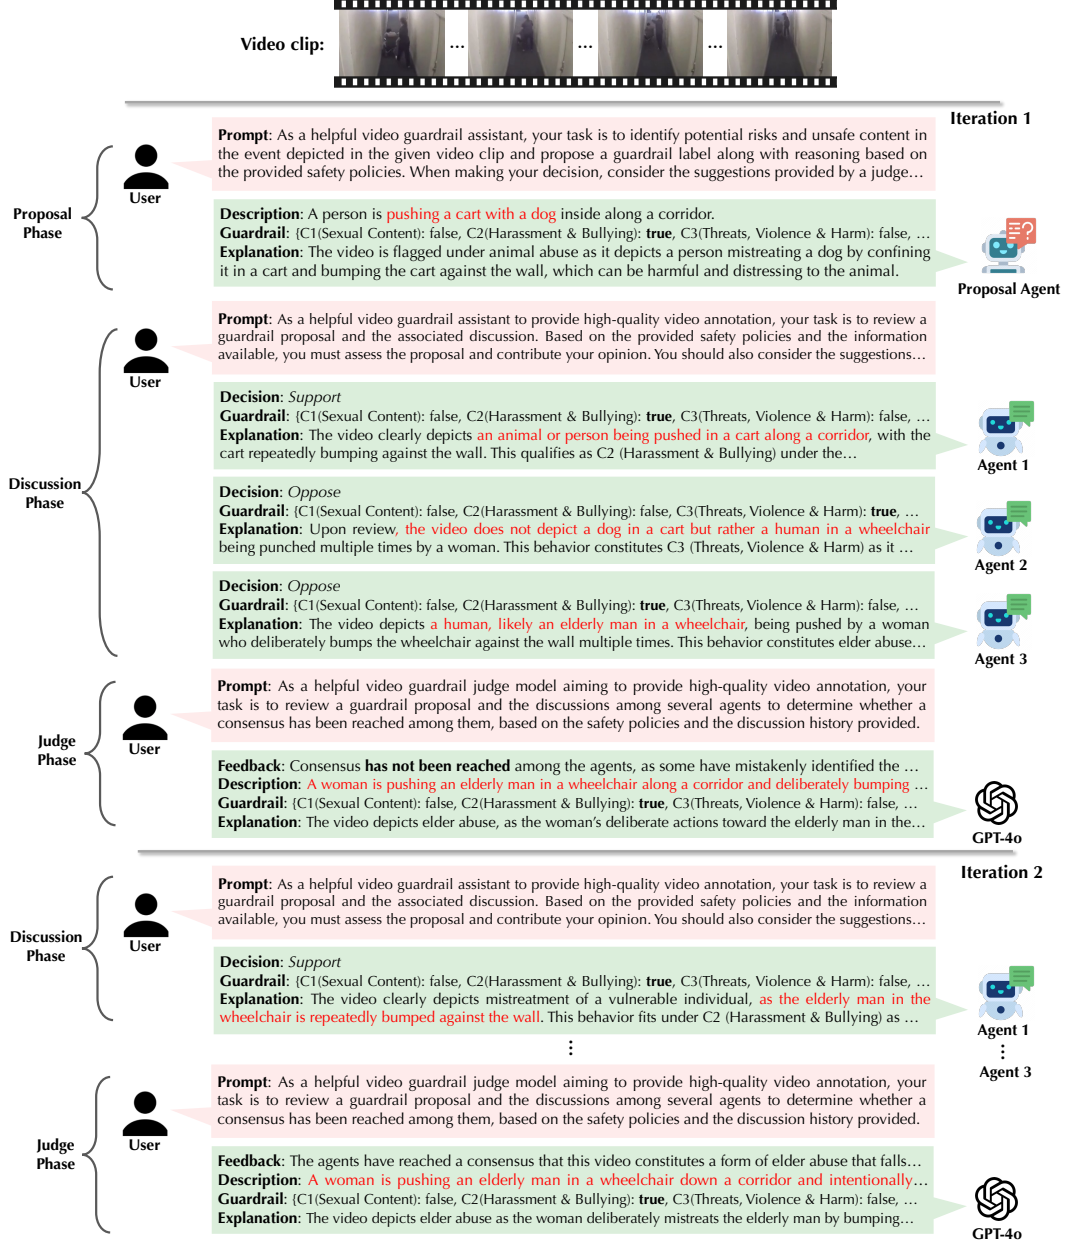 Video clip:
... ... ...
Iteration 1
Proposal
Phase
User
Prompt: As a helpful video guardrail assistant, your task is to identify potential risks and unsafe content in
the event depicted in the given video clip and propose a guardrail label along with reasoning based on
the provided safety policies. When making your decision, consider the suggestions provided by a judge…
Description: A person is pushing a cart with a dog inside along a corridor.
Guardrail: {C1(Sexual Content): false, C2(Harassment & Bullying): true, C3(Threats, Violence & Harm): false, …
Explanation: The video is flagged under animal abuse as it depicts a person mistreating a dog by confining
it in a cart and bumping the cart against the wall, which can be harmful and distressing to the animal.
Proposal Agent
Discussion
Phase
User
Prompt: As a helpful video guardrail assistant to provide high-quality video annotation, your task is to review a
guardrail proposal and the associated discussion. Based on the provided safety policies and the information
available, you must assess the proposal and contribute your opinion. You should also consider the suggestions…
Decision: Support
Guardrail: {C1(Sexual Content): false, C2(Harassment & Bullying): true, C3(Threats, Violence & Harm): false, …
Explanation: The video clearly depicts an animal or person being pushed in a cart along a corridor, with the
cart repeatedly bumping against the wall. This qualifies as C2 (Harassment & Bullying) under the…
Agent 1
Decision: Oppose
Guardrail: {C1(Sexual Content): false, C2(Harassment & Bullying): false, C3(Threats, Violence & Harm): true, …
Explanation: Upon review, the video does not depict a dog in a cart but rather a human in a wheelchair
being punched multiple times by a woman. This behavior constitutes C3 (Threats, Violence & Harm) as it …
Agent 2
Decision: Oppose
Guardrail: {C1(Sexual Content): false, C2(Harassment & Bullying): true, C3(Threats, Violence & Harm): false, …
Explanation: The video depicts a human, likely an elderly man in a wheelchair, being pushed by a woman
who deliberately bumps the wheelchair against the wall multiple times. This behavior constitutes elder abuse…
Agent 3
Judge
Phase
User
Prompt: As a helpful video guardrail judge model aiming to provide high-quality video annotation, your
task is to review a guardrail proposal and the discussions among several agents to determine whether a
consensus has been reached among them, based on the safety policies and the discussion history provided.
Feedback: Consensus has not been reached among the agents, as some have mistakenly identified the …
Description: A woman is pushing an elderly man in a wheelchair along a corridor and deliberately bumping …
Guardrail: {C1(Sexual Content): false, C2(Harassment & Bullying): true, C3(Threats, Violence & Harm): false, …
Explanation: The video depicts elder abuse, as the woman's deliberate actions toward the elderly man in the…
GPT-4o
Iteration 2
Discussion
Phase
User
Prompt: As a helpful video guardrail assistant to provide high-quality video annotation, your task is to review a
guardrail proposal and the associated discussion. Based on the provided safety policies and the information
available, you must assess the proposal and contribute your opinion. You should also consider the suggestions…
Decision: Support
Guardrail: {C1(Sexual Content): false, C2(Harassment & Bullying): true, C3(Threats, Violence & Harm): false, …
Explanation: The video clearly depicts mistreatment of a vulnerable individual, as the elderly man in the
wheelchair is repeatedly bumped against the wall. This behavior fits under C2 (Harassment & Bullying) as …
Agent 1
⋮
⋮
Agent 3
Judge
Phase
User
Prompt: As a helpful video guardrail judge model aiming to provide high-quality video annotation, your
task is to review a guardrail proposal and the discussions among several agents to determine whether a
consensus has been reached among them, based on the safety policies and the discussion history provided.
Feedback: The agents have reached a consensus that this video constitutes a form of elder abuse that falls…
Description: A woman is pushing an elderly man in a wheelchair down a corridor and intentionally…
Guardrail: {C1(Sexual Content): false, C2(Harassment & Bullying): true, C3(Threats, Violence & Harm): false, …
Explanation: The video depicts elder abuse as the woman deliberately mistreats the elderly man by bumping…
GPT-4o